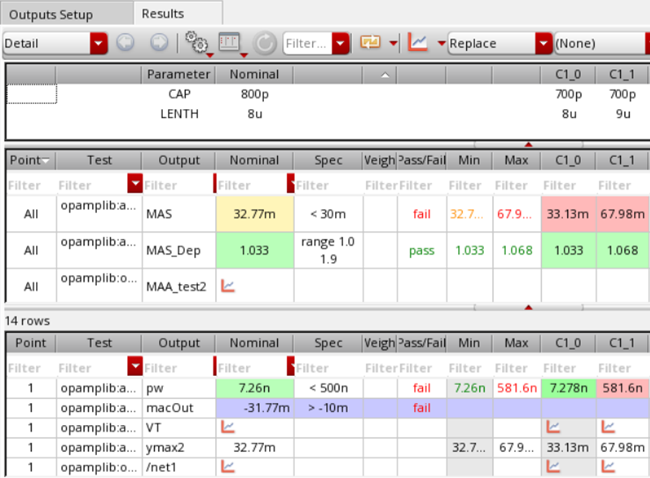 Outputs Setup Results
Detail Filter... Replace (None)
Parameter Nominal C1_0 C1_1
CAP 800p 700p 700p
LENTH 8u 8u 9u
Point Test Output Nominal Spec Weigh Pass/Fail Min Max C1_0 C1_1
Filter Filter Filter Filter Filter Filter Filter Filter Filter Filter Filter
All opamplib:a... MAS 32.77m < 30m fail 32.7... 67.9... 33.13m 67.98m
All opamplib:a... MAS_Dep 1.033 range 1.0 pass 1.033 1.068 1.033 1.068
1.9
All opamplib:o... MAA_test2
14 rows
Point Test Output Nominal Spec Weigh Pass/Fail Min Max C1_0 C1_1
Filter Filter Filter Filter Filter Filter Filter Filter Filter Filter Filter
1 opamplib:a... pw 7.26n < 500n fail 7.26n 581.6n 7.278n 581.6n
1 opamplib:a... macOut -31.77m > -10m fail
1 opamplib:a... VT
1 opamplib:a... ymax2 32.77m 32.7... 67.9... 33.13m 67.98m
1 opamplib:o... /net1